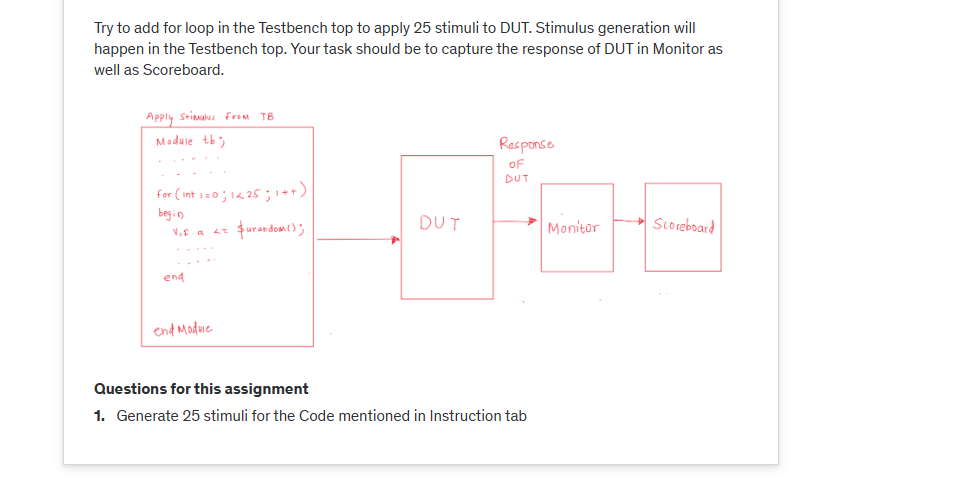 Try to add for loop in the Testbench top to apply 25 stimuli to DUT. Stimulus generation will
happen in the Testbench top. Your task should be to capture the response of DUT in Monitor as
well as Scoreboard.
Apply Stimulus From TB
Module tb;
. . . . . .
. . . . .
for (int i=0; i<25; i++)
begin
vif. a <= $urandom();
. . . . .
. . . . .
end
end Module
DUT
Response
OF
DUT
Monitor
Scoreboard
Questions for this assignment
1. Generate 25 stimuli for the Code mentioned in Instruction tab